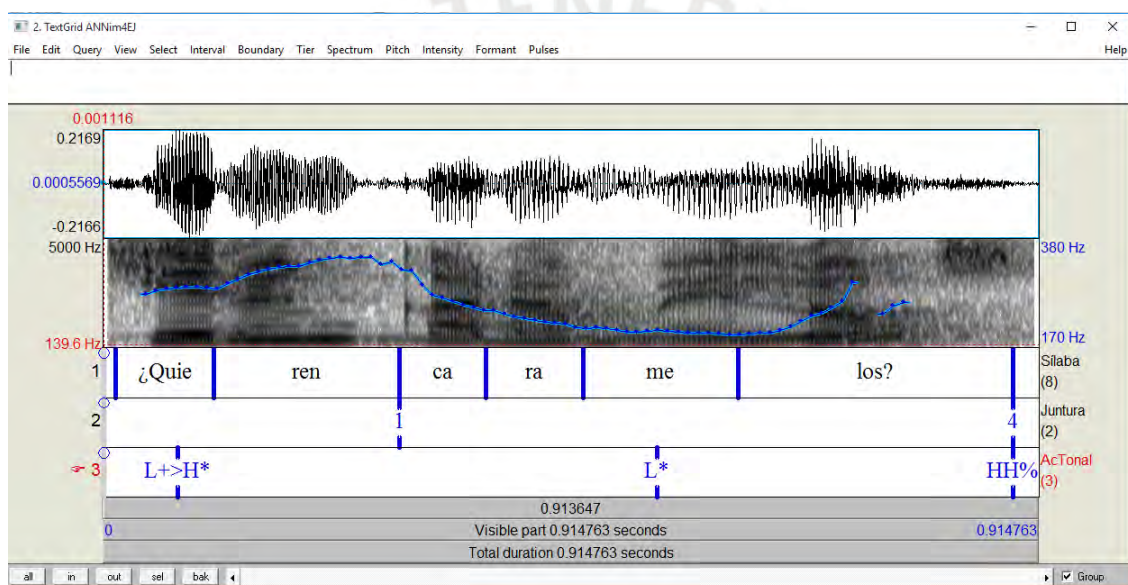 2. TextGrid ANNim4EJ
File Edit Query View Select Interval Boundary Tier Spectrum Pitch Intensity Formant Pulses Help
0.001116
0.2169
0.0005569
-0.2166
5000 Hz 380 Hz
139.6 Hz 170 Hz
1 ¿Quie ren ca ra me los? Sílaba
(8)
2 1 4 Juntura
(2)
3 L+>H* L* HH% AcTonal
(3)
0.913647
0 Visible part 0.914763 seconds 0.914763
Total duration 0.914763 seconds
all in out sel bak Group